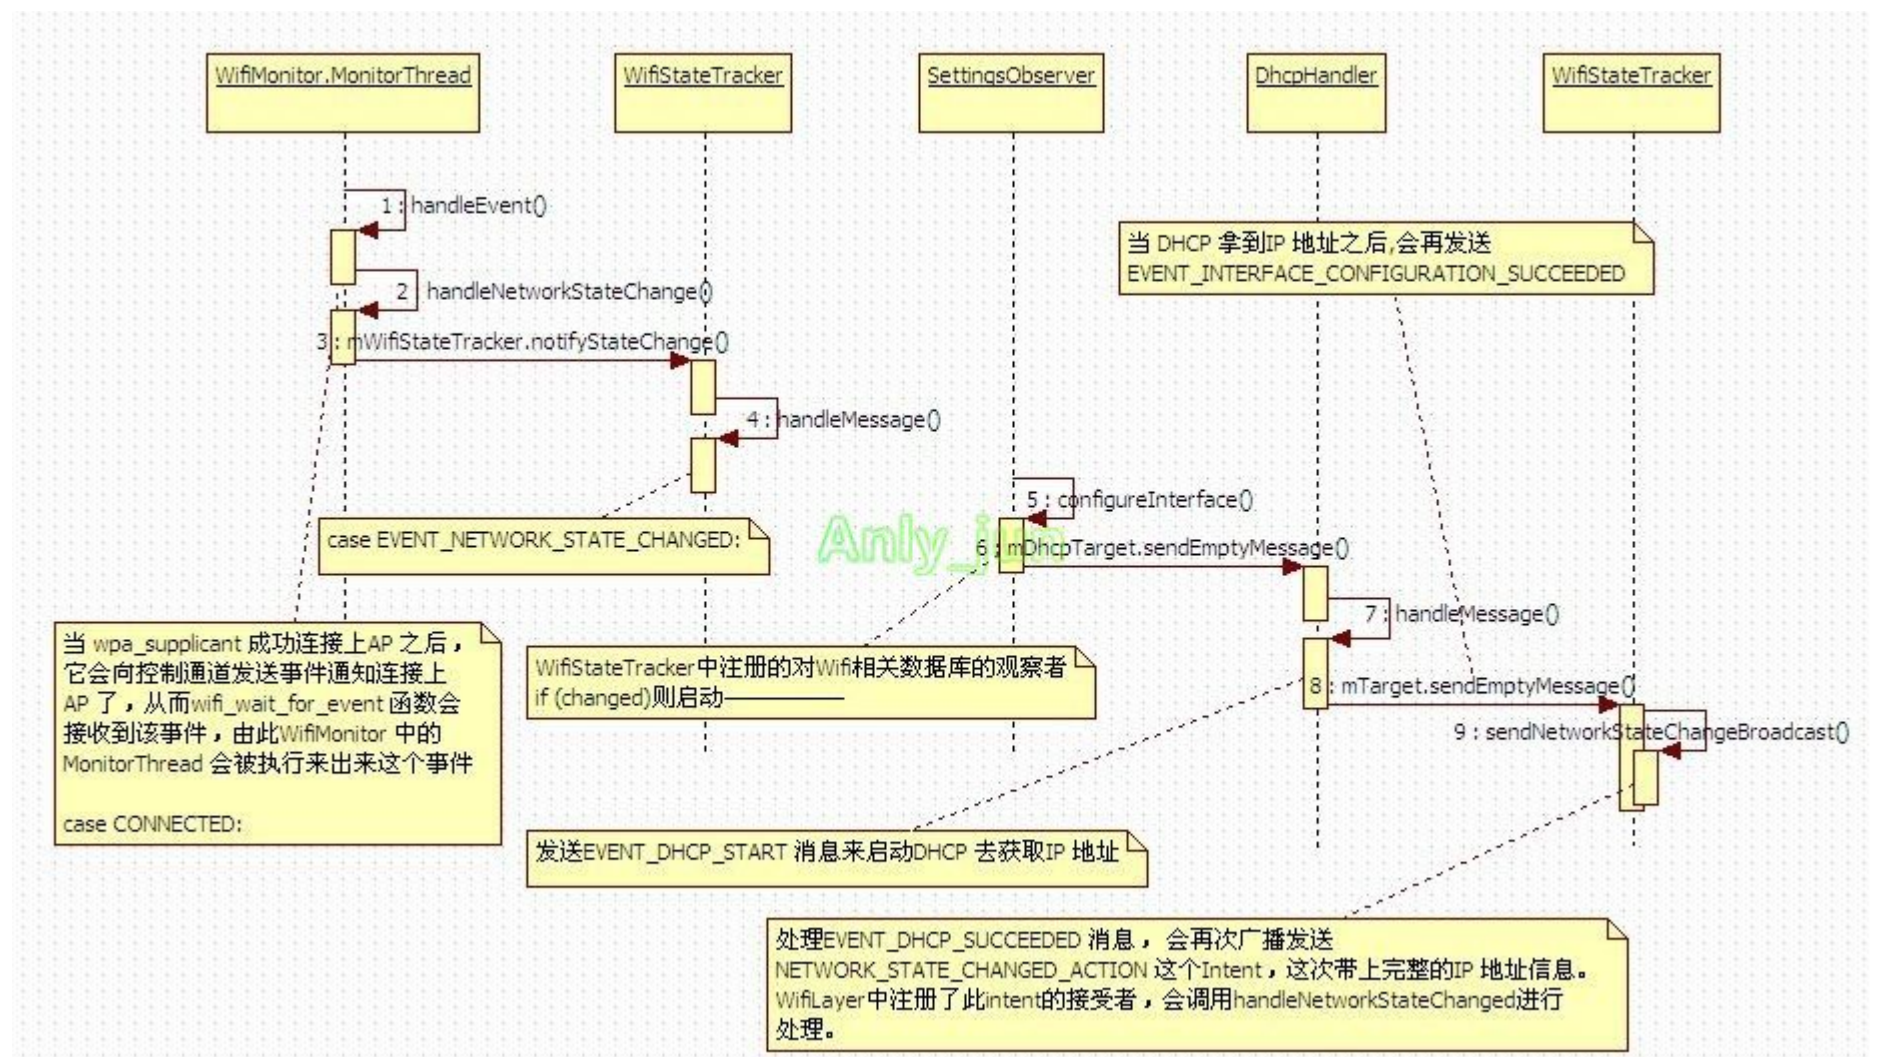 WifiMonitor.MonitorThread
WifiStateTracker
SettingsObserver
DhcpHandler
WifiStateTracker
1 : handleEvent()
当 DHCP 拿到IP 地址之后,会再发送
EVENT_INTERFACE_CONFIGURATION_SUCCEEDED
2 : handleNetworkStateChange()
3 : mWifiStateTracker.notifyStateChange()
4 : handleMessage()
5 : configureInterface()
case EVENT_NETWORK_STATE_CHANGED:
Anly_jun
6 : mDhcpTarget.sendEmptyMessage()
7 : handleMessage()
当 wpa_supplicant 成功连接上AP 之后，
它会向控制通道发送事件通知连接上
AP 了，从而wifi_wait_for_event 函数会
接收到该事件，由此WifiMonitor 中的
MonitorThread 会被执行来出来这个事件
case CONNECTED:
WifiStateTracker中注册的对Wifi相关数据库的观察者
if (changed)则启动——————
8 : mTarget.sendEmptyMessage()
9 : sendNetworkStateChangeBroadcast()
发送EVENT_DHCP_START 消息来启动DHCP 去获取IP 地址
处理EVENT_DHCP_SUCCEEDED 消息，会再次广播发送
NETWORK_STATE_CHANGED_ACTION 这个Intent，这次带上完整的IP 地址信息。
WifiLayer中注册了此intent的接受者，会调用handleNetworkStateChanged进行
处理。